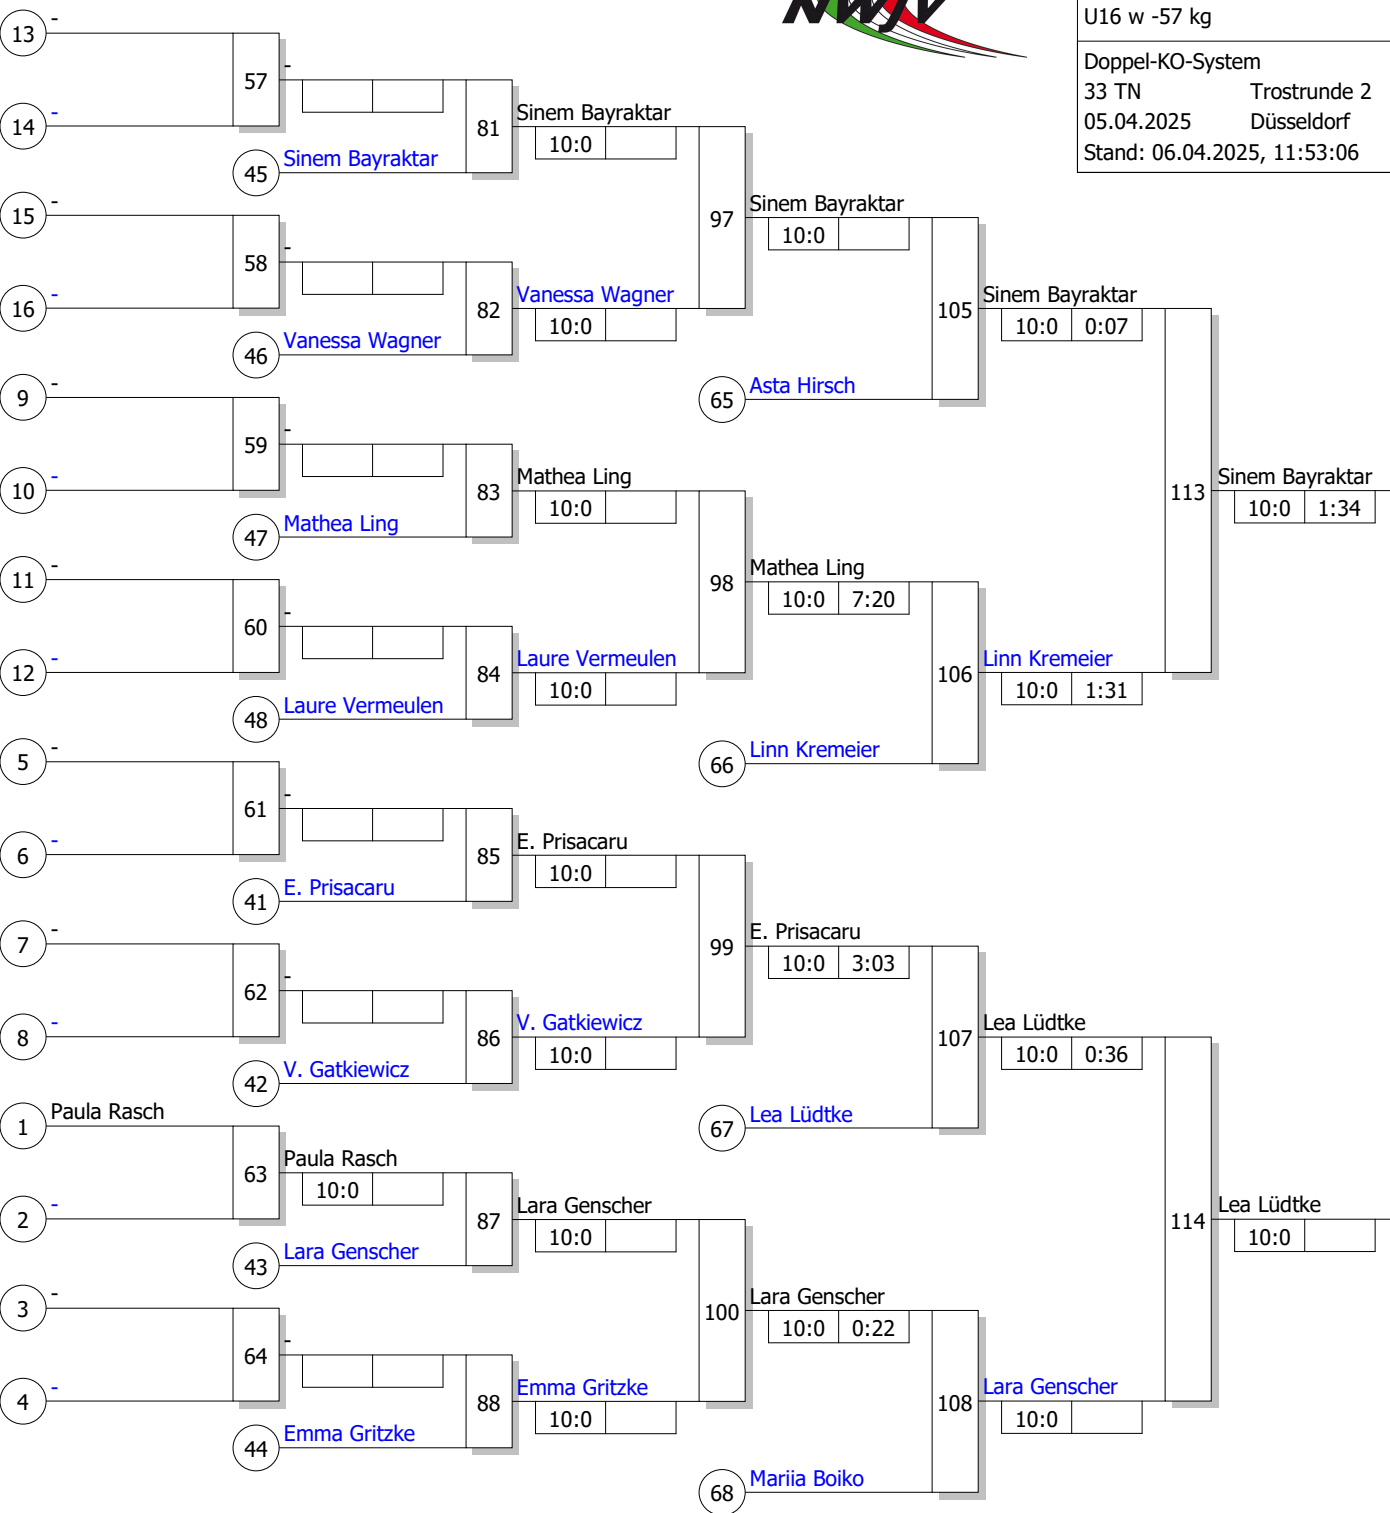 NWJV
U16 w -57 kg
Doppel-KO-System
33 TN Trostrunde 2
05.04.2025 Düsseldorf
Stand: 06.04.2025, 11:53:06
13 -
57 -
14 -
81 Sinem Bayraktar
10:0
45 Sinem Bayraktar
15 -
97 Sinem Bayraktar
10:0
58 -
16 -
82 Vanessa Wagner
10:0
46 Vanessa Wagner
105 Sinem Bayraktar
10:0 0:07
65 Asta Hirsch
9 -
59 -
10 -
83 Mathea Ling
10:0
47 Mathea Ling
113 Sinem Bayraktar
10:0 1:34
11 -
98 Mathea Ling
10:0 7:20
60 -
12 -
84 Laure Vermeulen
10:0
48 Laure Vermeulen
106 Linn Kremeier
10:0 1:31
66 Linn Kremeier
5 -
61 -
6 -
85 E. Prisacaru
10:0
41 E. Prisacaru
7 -
99 E. Prisacaru
10:0 3:03
62 -
8 -
86 V. Gatkiewicz
10:0
42 V. Gatkiewicz
107 Lea Lüdtke
10:0 0:36
67 Lea Lüdtke
1 Paula Rasch
63 Paula Rasch
10:0
2 -
87 Lara Genscher
10:0
43 Lara Genscher
114 Lea Lüdtke
10:0
3 -
100 Lara Genscher
10:0 0:22
64 -
4 -
88 Emma Gritzke
10:0
44 Emma Gritzke
108 Lara Genscher
10:0
68 Mariia Boiko